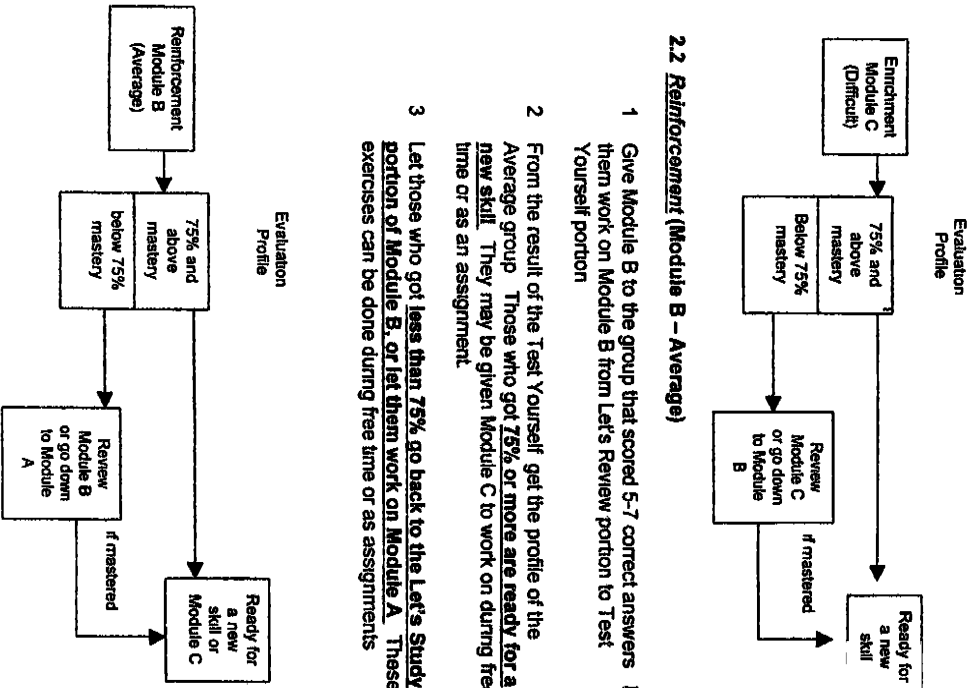 Evaluation
Profile
Enrichment
Module C
(Difficult)
75% and
above
mastery
Below 75%
mastery
Review
Module C
or go down
to Module
B
if mastered
Ready for
a new
skill
2.2 Reinforcement (Module B – Average)
1 Give Module B to the group that scored 5-7 correct answers
them work on Module B from Let's Review portion to Test
Yourself portion
2 From the result of the Test Yourself get the profile of the
Average group Those who got 75% or more are ready for a
new skill They may be given Module C to work on during
time or as an assignment.
3 Let those who got less than 75% go back to the Let's Study
portion of Module B, or let them work on Module A These
exercises can be done during free time or as assignments
Evaluation
Profile
Reinforcement
Module B
(Average)
75% and
above
mastery
below 75%
mastery
Review
Module B
or go down
to Module
A
if mastered
Ready for
a new
skill or
Module C